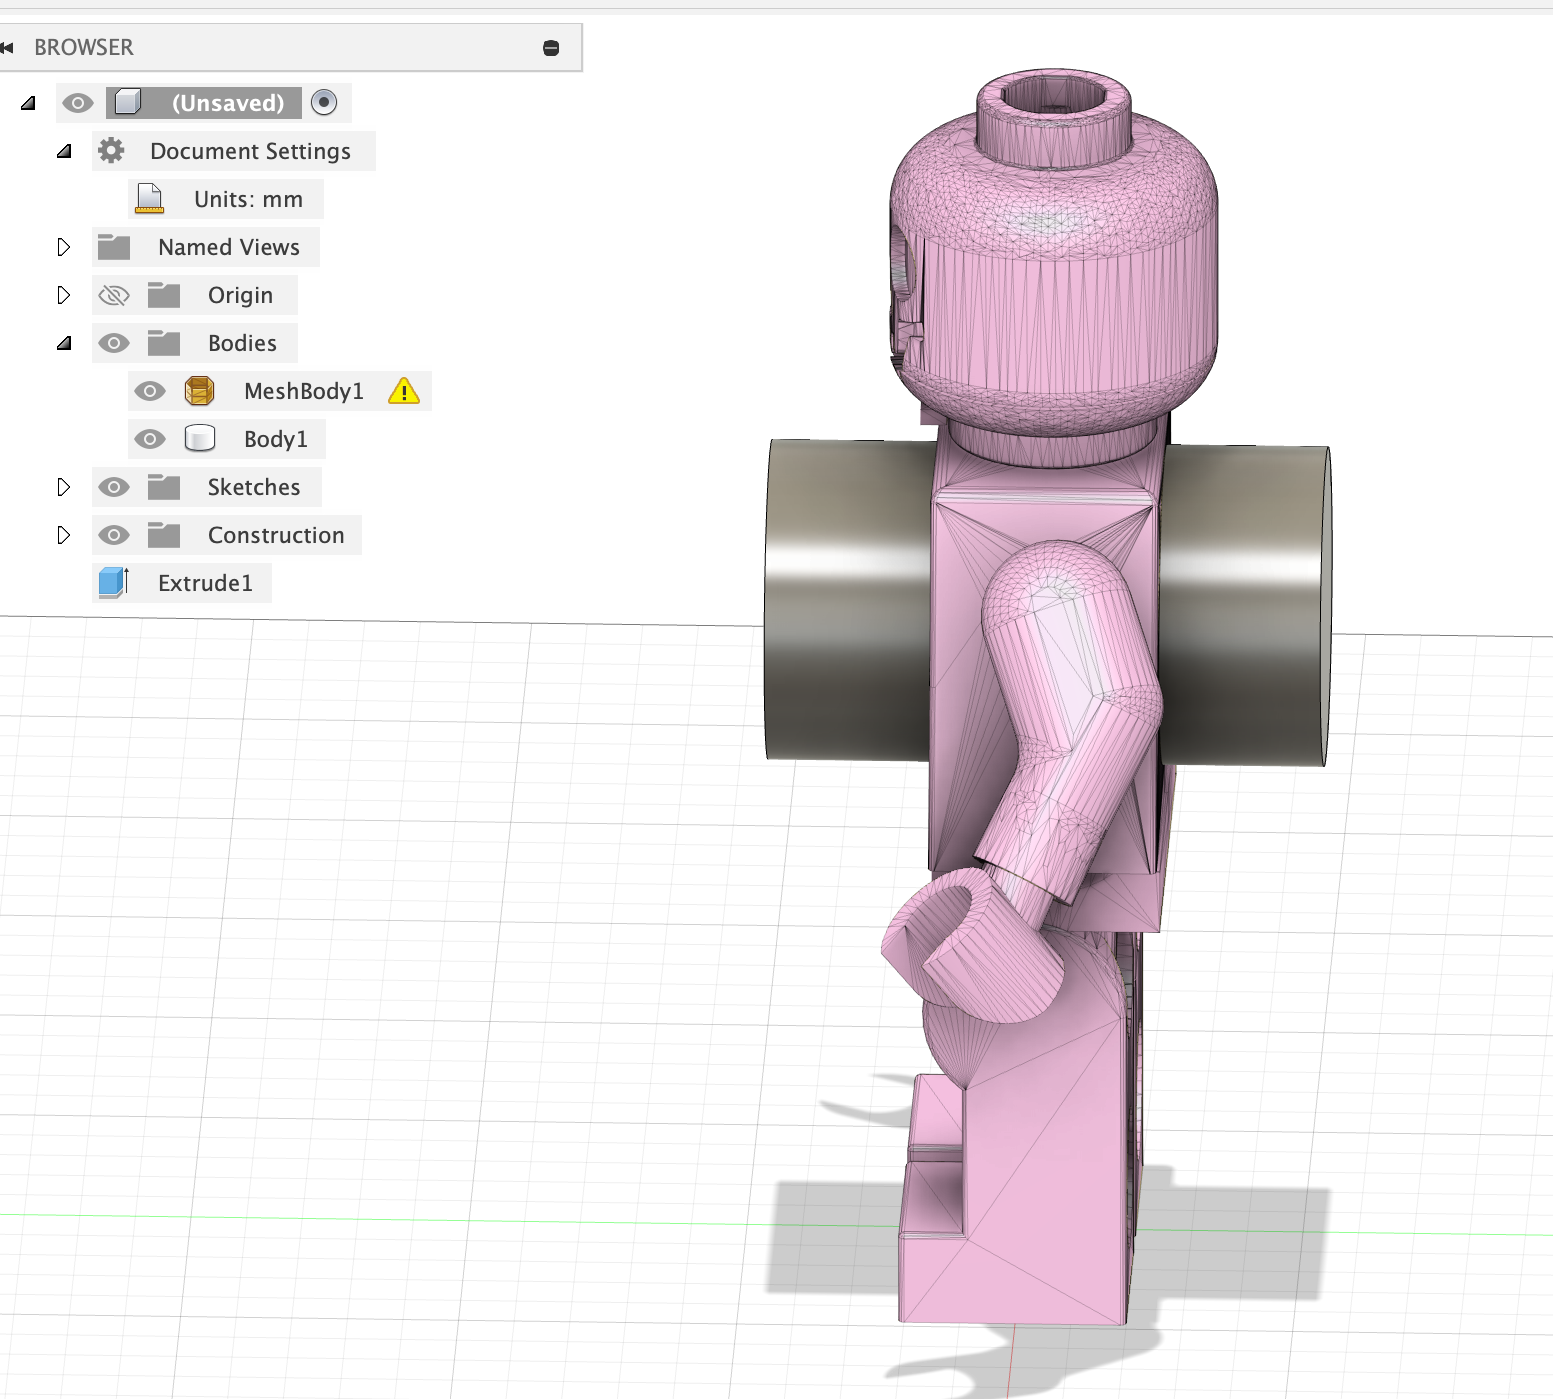 BROWSER
(Unsaved)
Document Settings
Units: mm
Named Views
Origin
Bodies
MeshBody1
Body1
Sketches
Construction
Extrude1